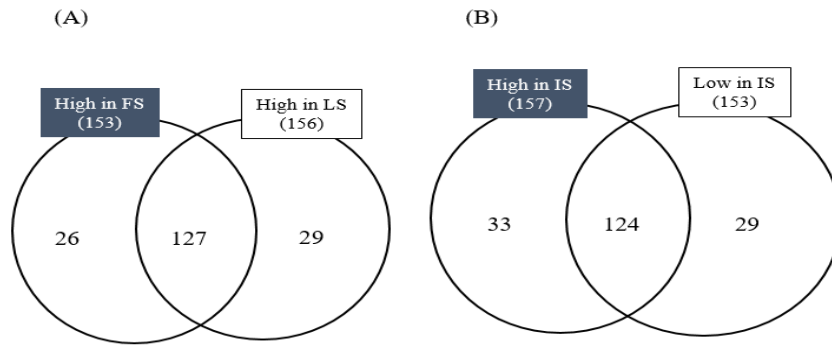 (A)
(B)
High in FS
(153)
High in LS
(156)
High in IS
(157)
Low in IS
(153)
26
127
29
33
124
29